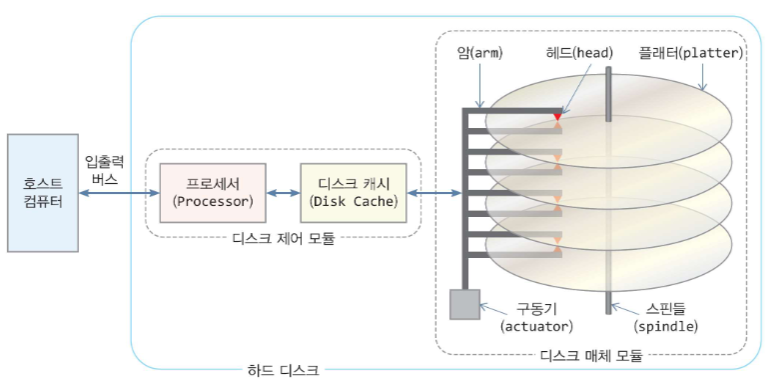 암(arm)
헤드(head)
플래터(platter)
호스트
컴퓨터
입출력
버스
프로세서
(Processor)
디스크 캐시
(Disk Cache)
디스크 제어 모듈
구동기
(actuator)
스핀들
(spindle)
디스크 매체 모듈
하드 디스크